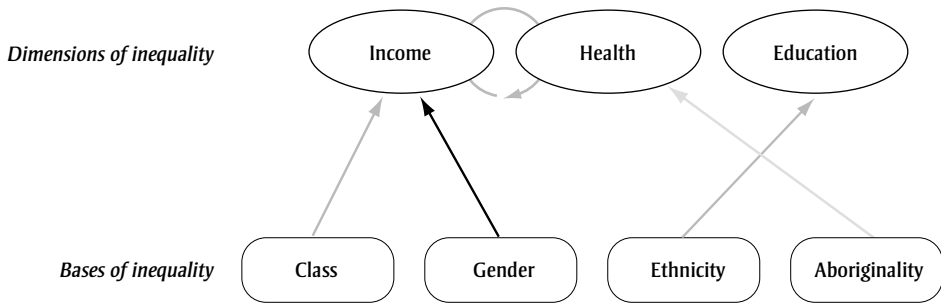 Dimensions of inequality
Income
Health
Education
Bases of inequality
Class
Gender
Ethnicity
Aboriginality